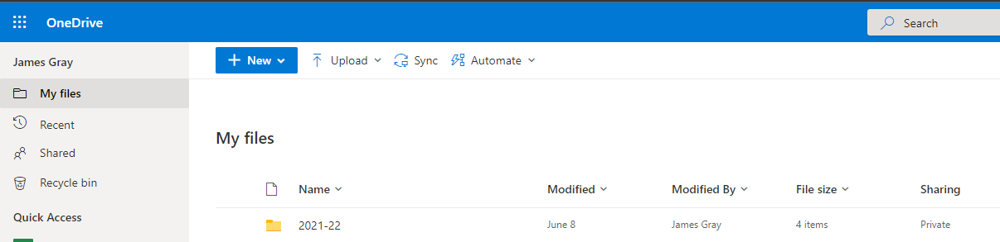 OneDrive
Search
James Gray
New Upload Sync Automate
My files
Recent
Shared
Recycle bin
Quick Access
My files
Name Modified Modified By File size Sharing
2021-22 June 8 James Gray 4 items Private